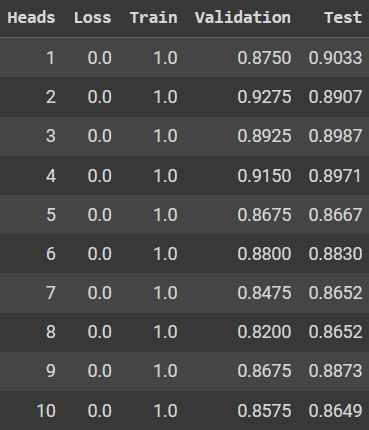 Heads Loss Train Validation Test
1 0.0 1.0 0.8750 0.9033
2 0.0 1.0 0.9275 0.8907
3 0.0 1.0 0.8925 0.8987
4 0.0 1.0 0.9150 0.8971
5 0.0 1.0 0.8675 0.8667
6 0.0 1.0 0.8800 0.8830
7 0.0 1.0 0.8475 0.8652
8 0.0 1.0 0.8200 0.8652
9 0.0 1.0 0.8675 0.8873
10 0.0 1.0 0.8575 0.8649